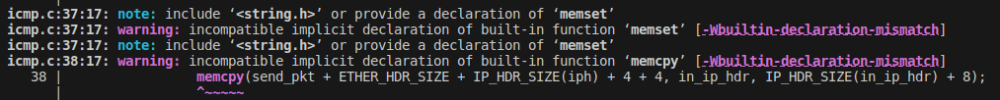 icmp.c:37:17: note: include ‘<string.h>’ or provide a declaration of ‘memset’
icmp.c:37:17: warning: incompatible implicit declaration of built-in function ‘memset’ [-Wbuiltin-declaration-mismatch]
icmp.c:37:17: note: include ‘<string.h>’ or provide a declaration of ‘memset’
icmp.c:38:17: warning: incompatible implicit declaration of built-in function ‘memcpy’ [-Wbuiltin-declaration-mismatch]
   38 |                 memcpy(send_pkt + ETHER_HDR_SIZE + IP_HDR_SIZE(iph) + 4 + 4, in_ip_hdr, IP_HDR_SIZE(in_ip_hdr) + 8);
      |                 ^~~~~~